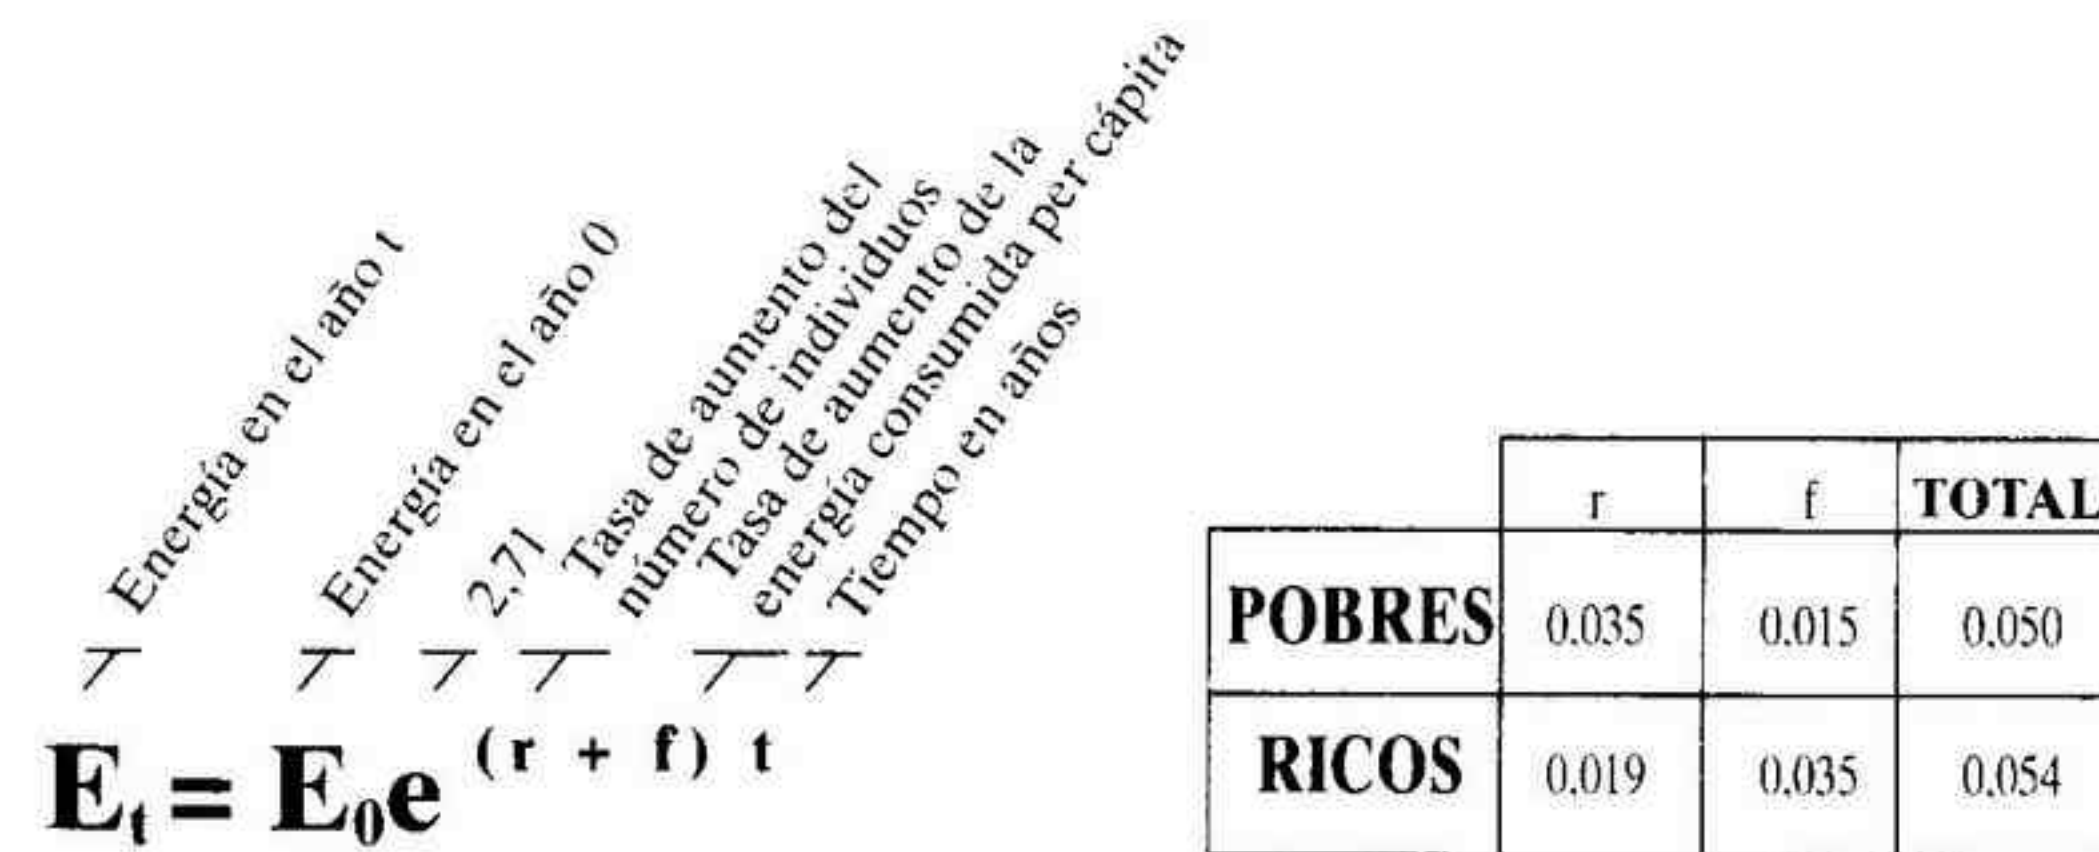 Energía en el año t
Energía en el año 0
2,71
Tasa de aumento del
número de individuos
Tasa de aumento de la
energía consumida per cápita
Tiempo en años
Et = E0e (r + f) t
r f TOTAL
POBRES 0.035 0.015 0.050
RICOS 0.019 0.035 0.054